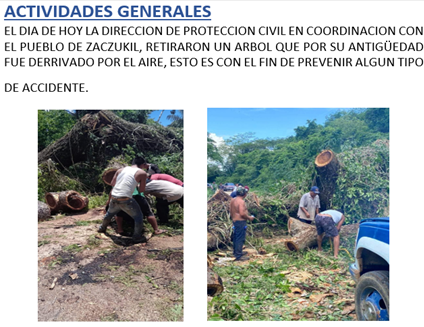 ACTIVIDADES GENERALES
EL DIA DE HOY LA DIRECCION DE PROTECCION CIVIL EN COORDINACION CON
EL PUEBLO DE ZACZUKIL, RETIRARON UN ARBOL QUE POR SU ANTIGÜEDAD
FUE DERRIVADO POR EL AIRE, ESTO ES CON EL FIN DE PREVENIR ALGUN TIPO
DE ACCIDENTE.